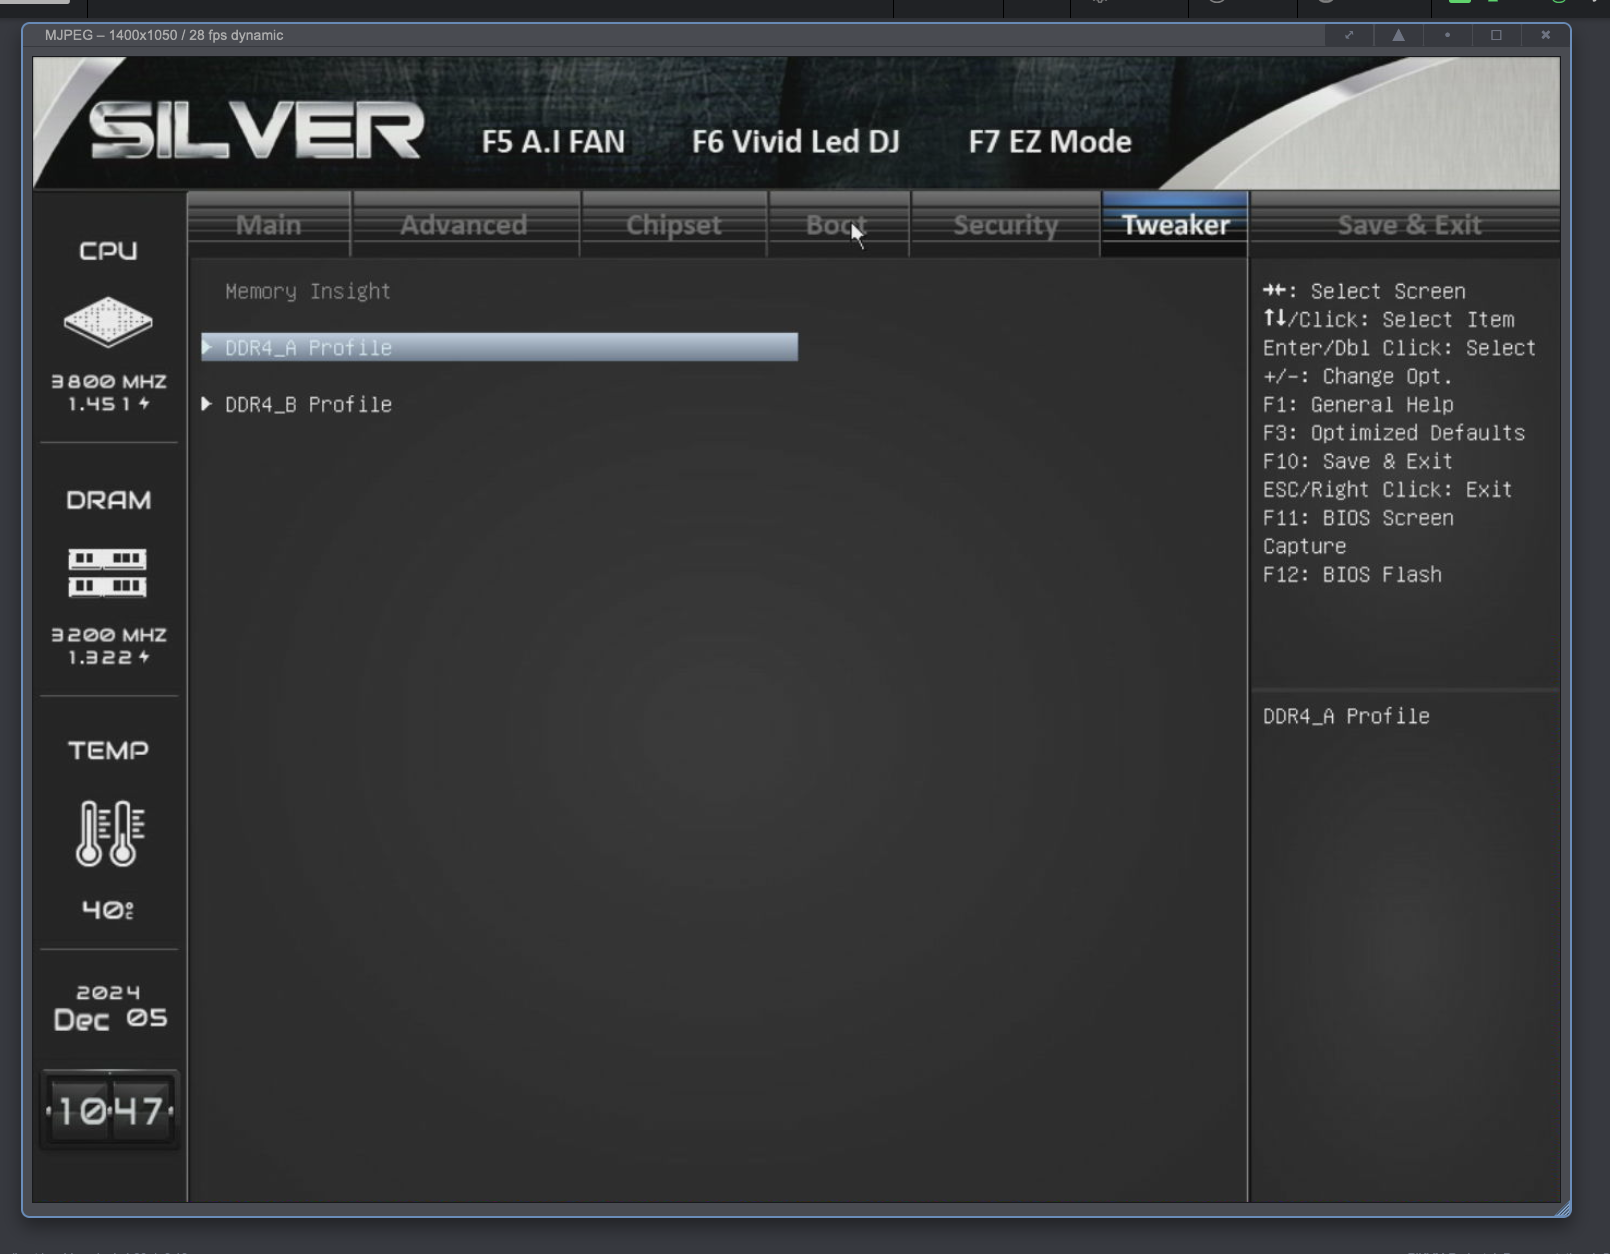 MJPEG – 1400x1050 / 28 fps dynamic
SILVER
F5 A.I FAN
F6 Vivid Led DJ
F7 EZ Mode
Main
Advanced
Chipset
Boot
Security
Tweaker
Save & Exit
CPU
3800 MHZ
1.451
DRAM
3200 MHZ
1.322
TEMP
40°C
2024
Dec 05
10:47
Memory Insight
DDR4_A Profile
DDR4_B Profile
→←: Select Screen
↑↓/Click: Select Item
Enter/Dbl Click: Select
+/-: Change Opt.
F1: General Help
F3: Optimized Defaults
F10: Save & Exit
ESC/Right Click: Exit
F11: BIOS Screen
Capture
F12: BIOS Flash
DDR4_A Profile